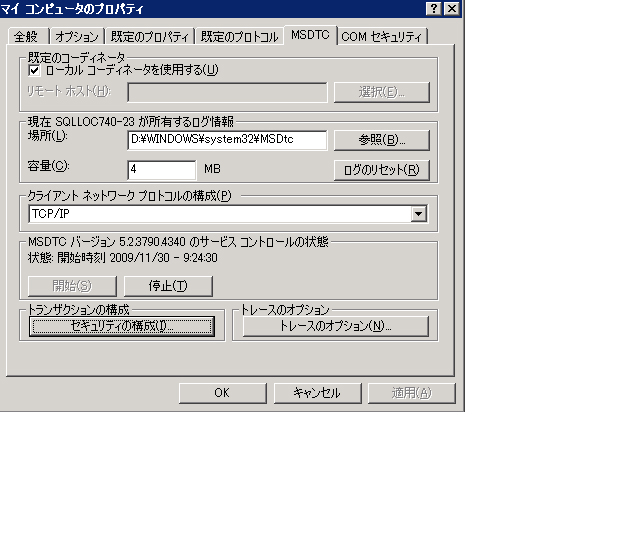 マイ コンピュータのプロパティ
全般 オプション 既定のプロパティ 既定のプロトコル MSDTC COM セキュリティ
既定のコーディネータ
ローカル コーディネータを使用する(U)
リモート ホスト(H): 選択(E)...
現在 SQLLOC740-23 が所有するログ情報
場所(L): D:¥WINDOWS¥system32¥MSDtc 参照(B)...
容量(C): 4 MB ログのリセット(R)
クライアント ネットワーク プロトコルの構成(P)
TCP/IP
MSDTC バージョン 5.2.3790.4340 のサービス コントロールの状態
状態: 開始時刻 2009/11/30 - 9:24:30
開始(S) 停止(T)
トランザクションの構成 トレースのオプション
セキュリティの構成(I)... トレースのオプション(N)...
OK キャンセル 適用(A)